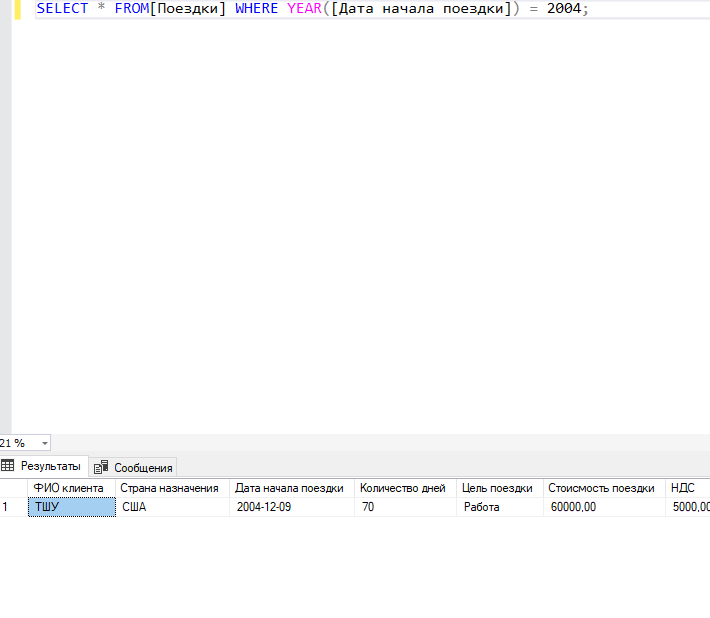 SELECT * FROM[Поездки] WHERE YEAR([Дата начала поездки]) = 2004;
21 %
Результаты Сообщения
ФИО клиента Страна назначения Дата начала поездки Количество дней Цель поездки Стоисмость поездки НДС
1 ТШУ США 2004-12-09 70 Работа 60000,00 5000,00